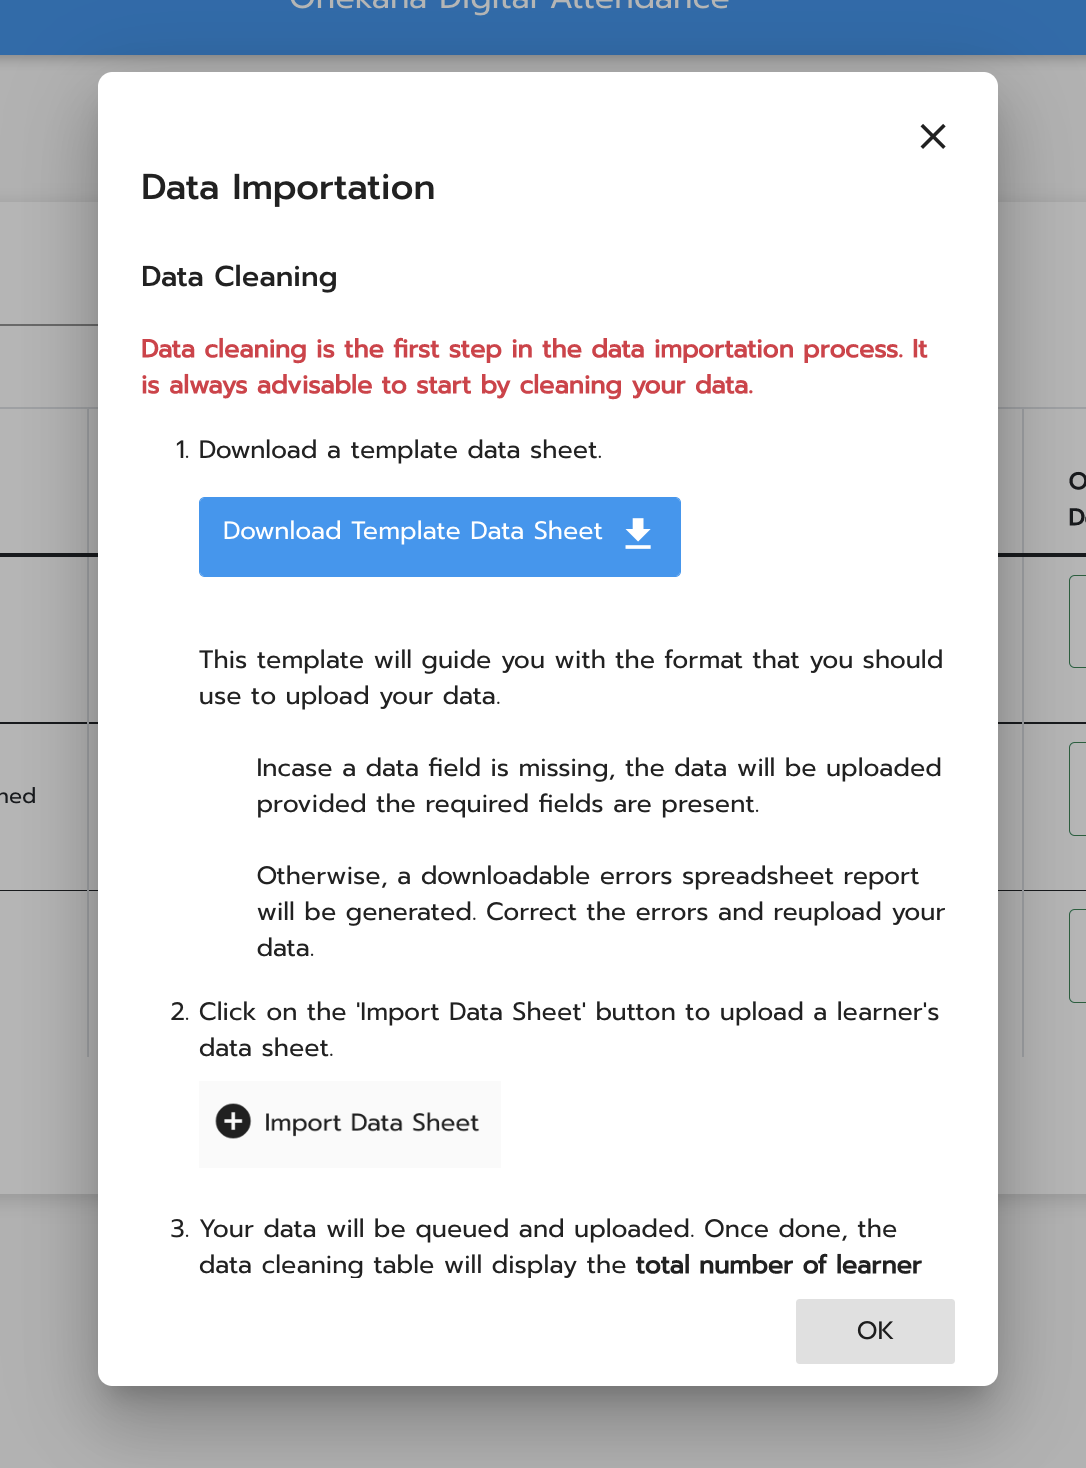 Digital Attendance
Data Importation
Data Cleaning
Data cleaning is the first step in the data importation process. It
is always advisable to start by cleaning your data.
1. Download a template data sheet.
Download Template Data Sheet
This template will guide you with the format that you should
use to upload your data.
Incase a data field is missing, the data will be uploaded
provided the required fields are present.
Otherwise, a downloadable errors spreadsheet report
will be generated. Correct the errors and reupload your
data.
2. Click on the 'Import Data Sheet' button to upload a learner's
data sheet.
Import Data Sheet
3. Your data will be queued and uploaded. Once done, the
data cleaning table will display the total number of learner
OK